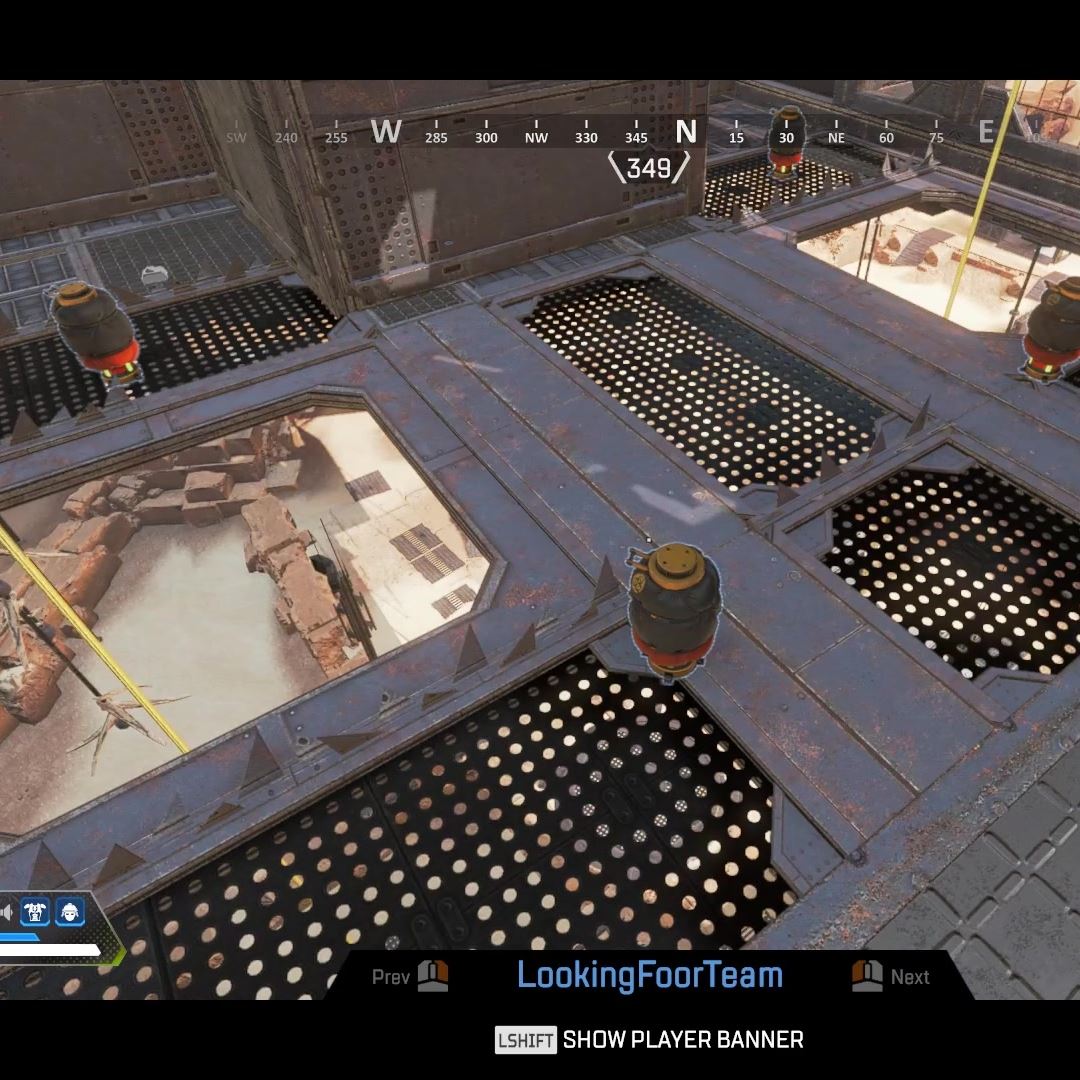 SW 240 255 W 285 300 NW 330 345 N 15 30 NE 60 75 E 105
349
Prev LookingFoorTeam Next
LSHIFT SHOW PLAYER BANNER